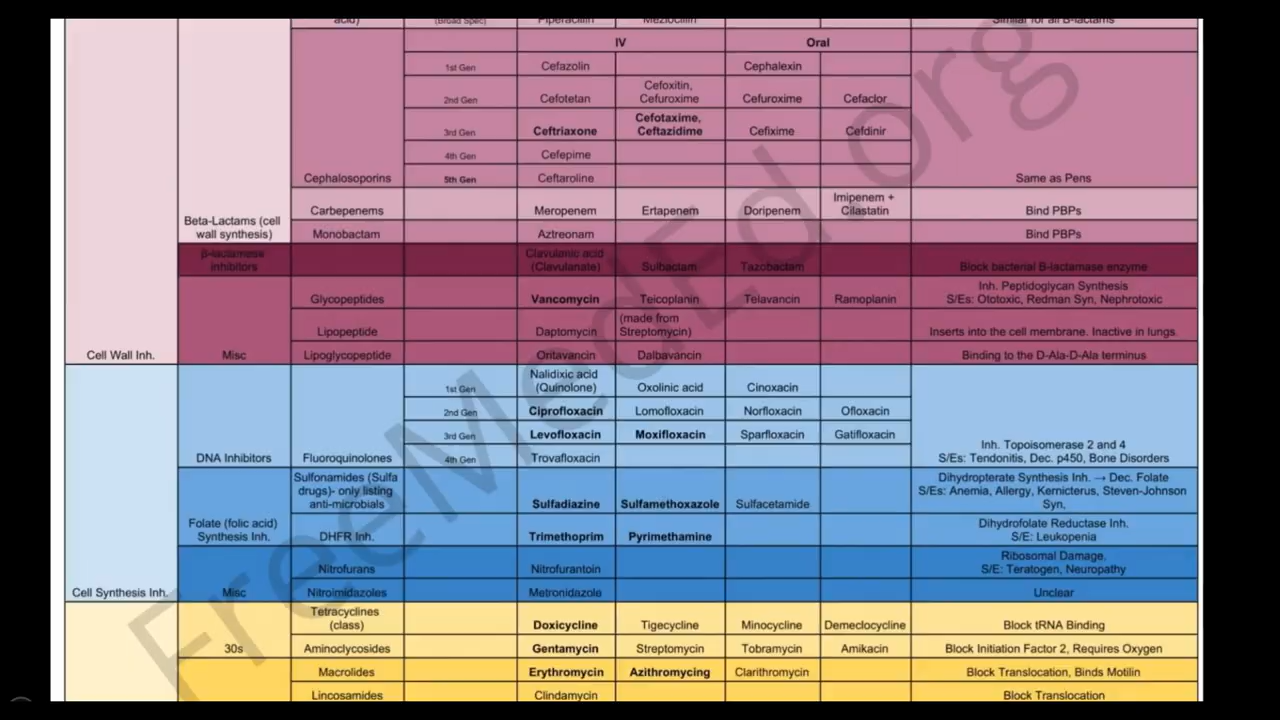 acid) (Broad Spec) Piperacillin Mezlocillin Similar for all B-lactams
IV Oral
1st Gen Cefazolin Cephalexin
2nd Gen Cefotetan Cefoxitin, Cefuroxime Cefuroxime Cefaclor
3rd Gen Ceftriaxone Cefotaxime, Ceftazidime Cefixime Cefdinir
4th Gen Cefepime
Cephalosporins 5th Gen Ceftaroline Same as Pens
Beta-Lactams (cell wall synthesis)
Carbepenems Meropenem Ertapenem Doripenem Imipenem + Cilastatin Bind PBPs
Monobactam Aztreonam Bind PBPs
β-lactamase inhibitors Clavulanic acid (Clavulanate) Sulbactam Tazobactam Block bacterial B-lactamase enzyme
Glycopeptides Vancomycin Teicoplanin Telavancin Ramoplanin Inh. Peptidoglycan Synthesis
S/Es: Ototoxic, Redman Syn, Nephrotoxic
Lipopeptide Daptomycin (made from Streptomycin) Inserts into the cell membrane. Inactive in lungs.
Cell Wall Inh. Misc Lipoglycopeptide Oritavancin Dalbavancin Binding to the D-Ala-D-Ala terminus
1st Gen Nalidixic acid (Quinolone) Oxolinic acid Cinoxacin
2nd Gen Ciprofloxacin Lomofloxacin Norfloxacin Ofloxacin
3rd Gen Levofloxacin Moxifloxacin Sparfloxacin Gatifloxacin
DNA Inhibitors Fluoroquinolones 4th Gen Trovafloxacin Inh. Topoisomerase 2 and 4
S/Es: Tendonitis, Dec. p450, Bone Disorders
Sulfonamides (Sulfa drugs)- only listing anti-microbials Sulfadiazine Sulfamethoxazole Sulfacetamide Dihydropterate Synthesis Inh. → Dec. Folate
S/Es: Anemia, Allergy, Kernicterus, Steven-Johnson Syn,
Folate (folic acid) Synthesis Inh. DHFR Inh. Trimethoprim Pyrimethamine Dihydrofolate Reductase Inh.
S/E: Leukopenia
Nitrofurans Nitrofurantoin Ribosomal Damage.
S/E: Teratogen, Neuropathy
Cell Synthesis Inh. Misc Nitroimidazoles Metronidazole Unclear
Tetracyclines (class) Doxicycline Tigecycline Minocycline Demeclocycline Block tRNA Binding
30s Aminoclycosides Gentamycin Streptomycin Tobramycin Amikacin Block Initiation Factor 2, Requires Oxygen
Macrolides Erythromycin Azithromycing Clarithromycin Block Translocation, Binds Motilin
Lincosamides Clindamycin Block Translocation
FreeMedEd.org